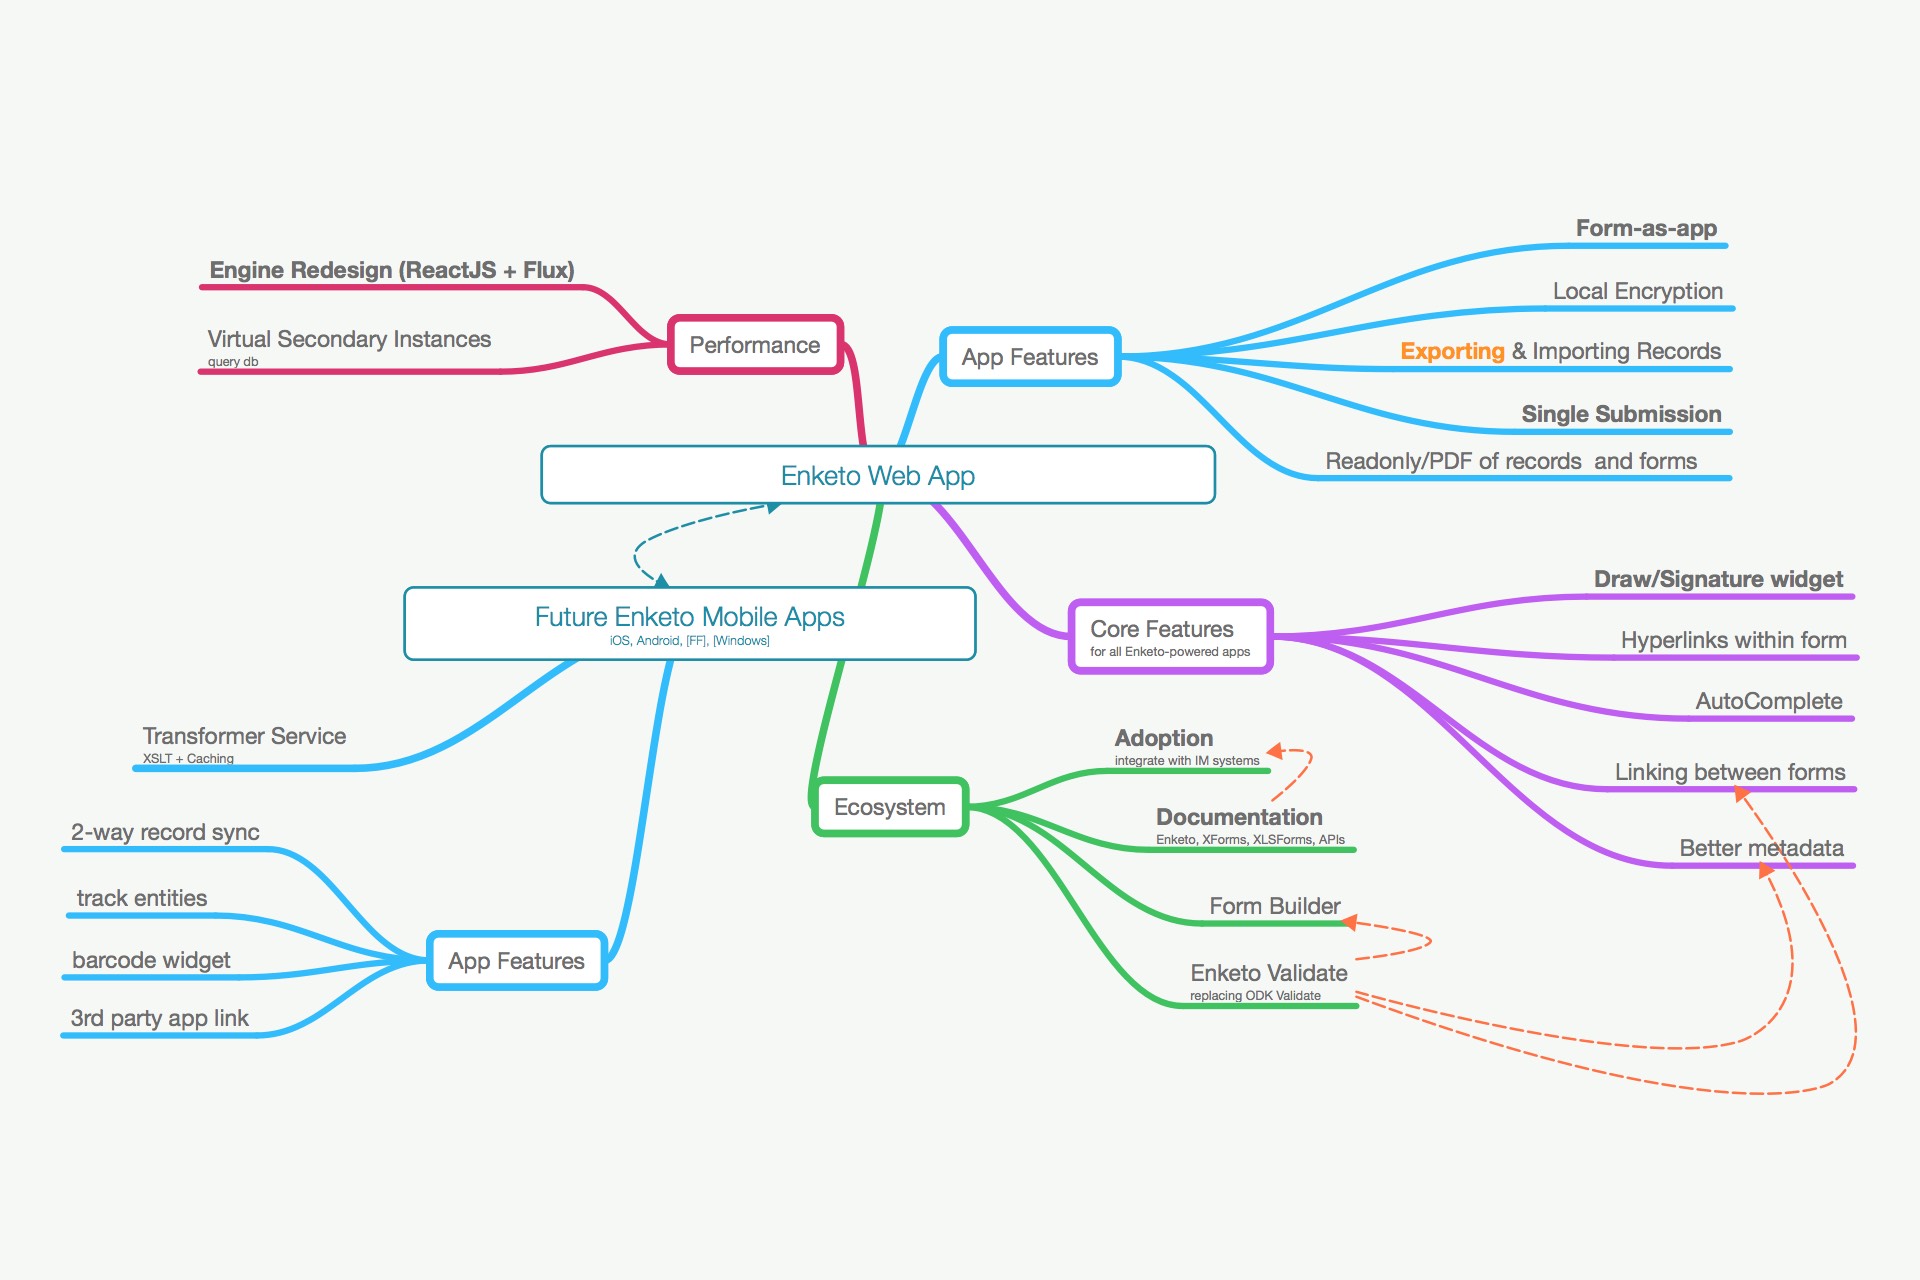 Engine Redesign (ReactJS + Flux)
Virtual Secondary Instances
query db
Performance
App Features
Form-as-app
Local Encryption
Exporting & Importing Records
Single Submission
Readonly/PDF of records and forms
Enketo Web App
Future Enketo Mobile Apps
iOS, Android, [FF], [Windows]
Core Features
for all Enketo-powered apps
Draw/Signature widget
Hyperlinks within form
AutoComplete
Linking between forms
Better metadata
Transformer Service
XSLT + Caching
2-way record sync
track entities
barcode widget
3rd party app link
App Features
Ecosystem
Adoption
integrate with IM systems
Documentation
Enketo, XForms, XLSForms, APIs
Form Builder
Enketo Validate
replacing ODK Validate